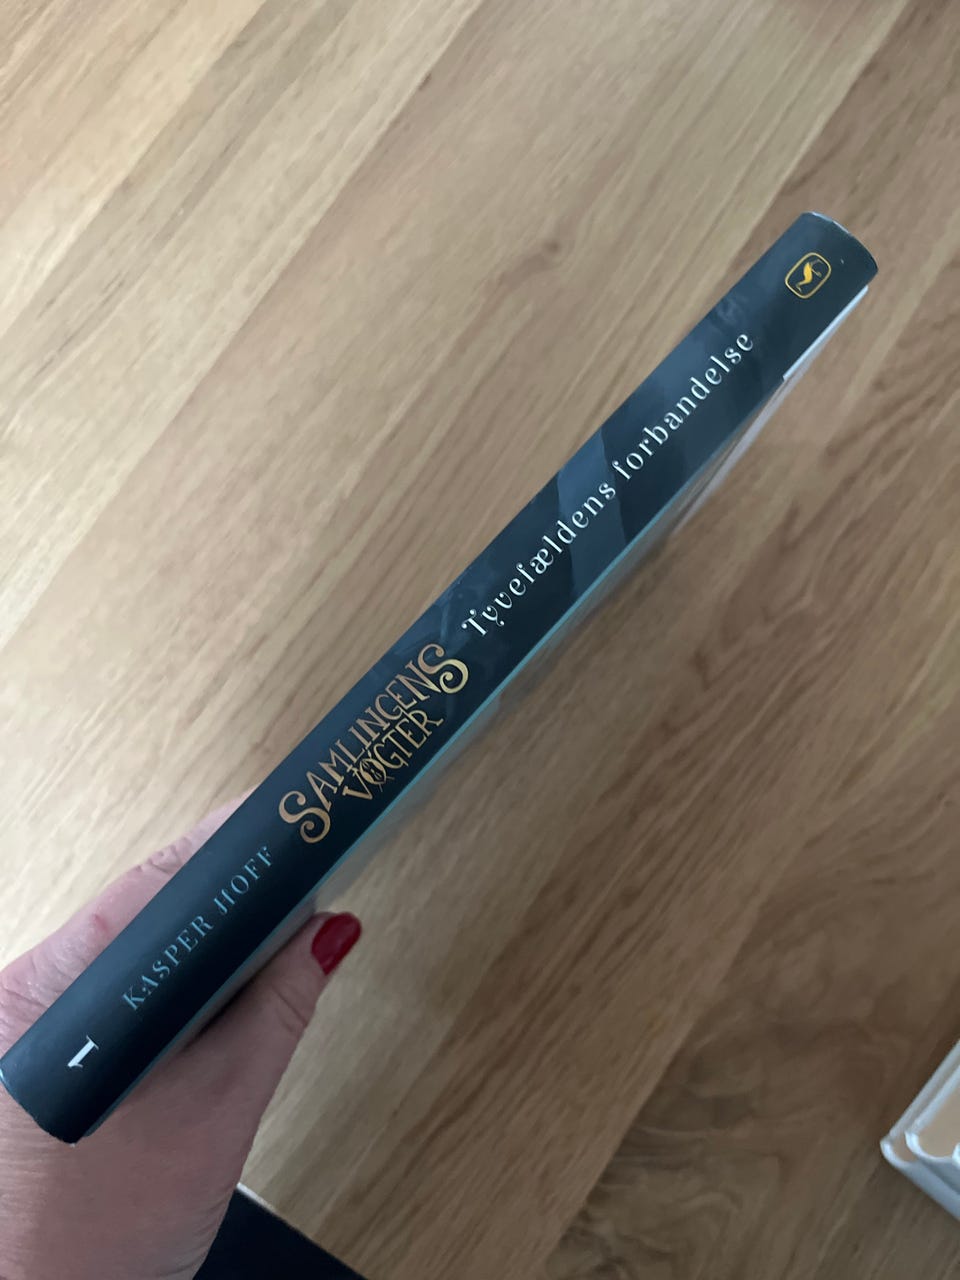 1
KASPER HOFF
SAMLINGENS
VOGTER
Tyvefældens forbandelse